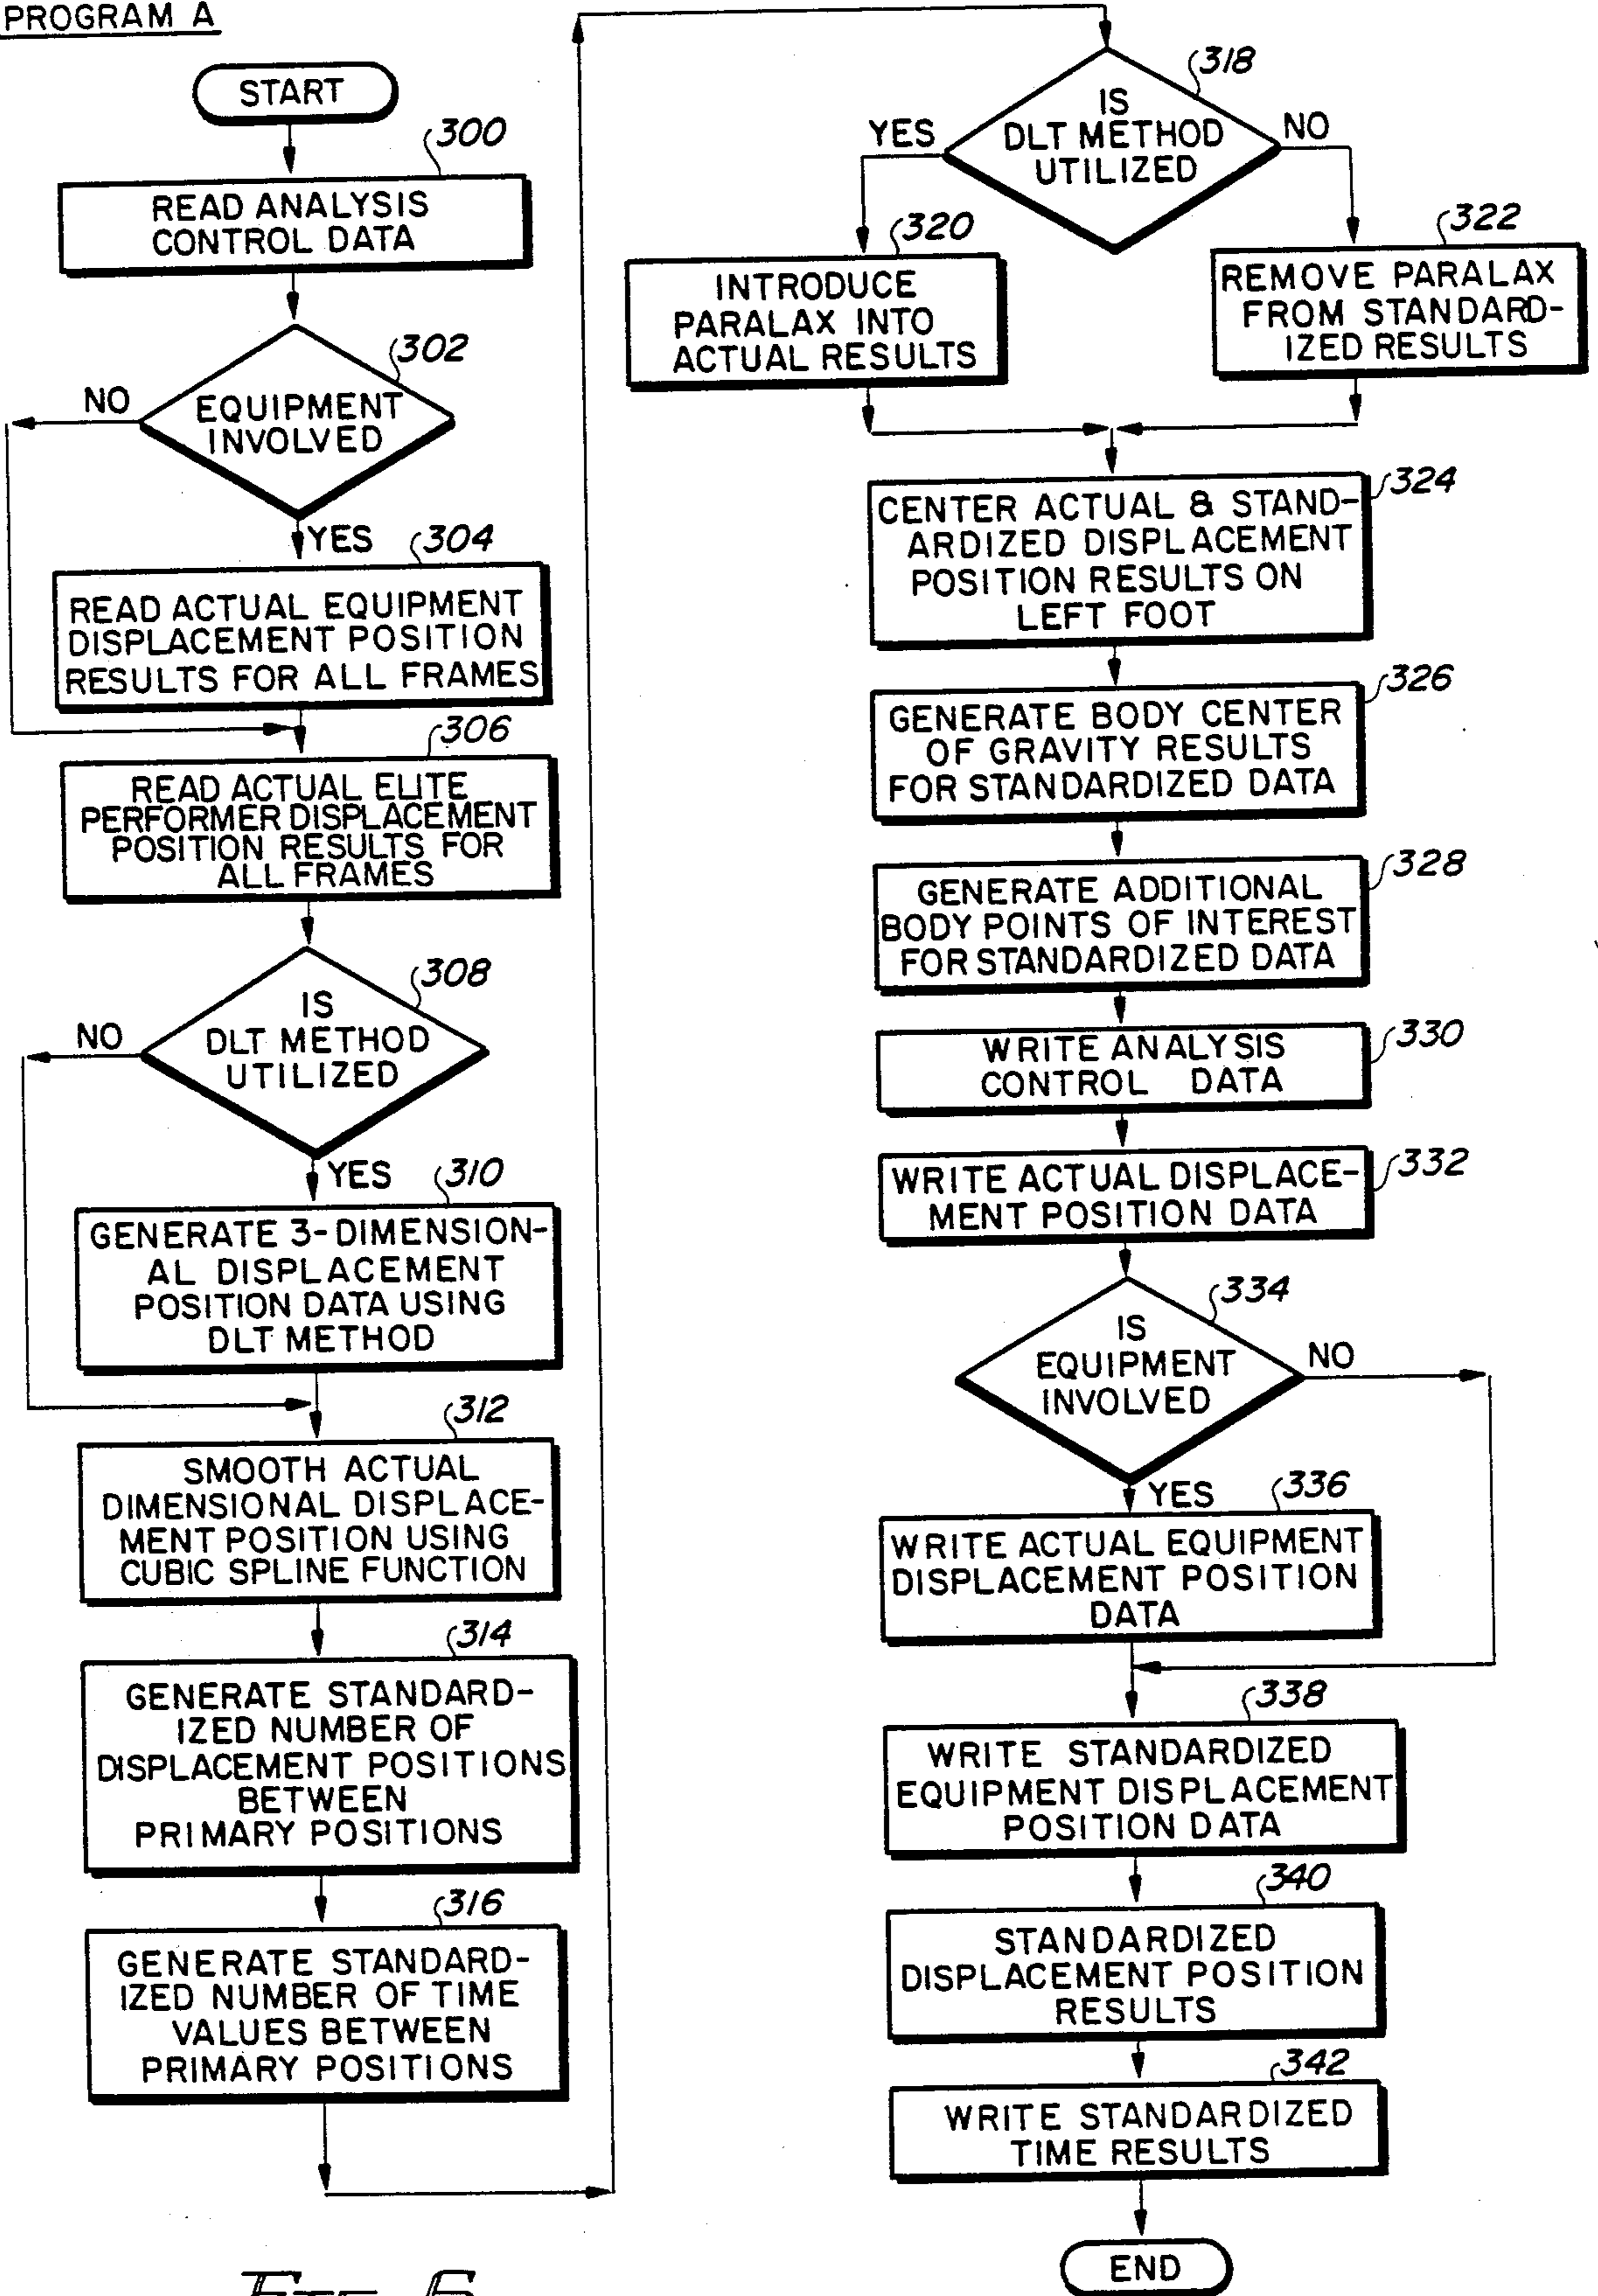 PROGRAM A
START
300
READ ANALYSIS
CONTROL DATA
302
NO
EQUIPMENT
INVOLVED
YES
304
READ ACTUAL EQUIPMENT
DISPLACEMENT POSITION
RESULTS FOR ALL FRAMES
306
READ ACTUAL ELITE
PERFORMER DISPLACEMENT
POSITION RESULTS FOR
ALL FRAMES
308
NO
IS
DLT METHOD
UTILIZED
YES
310
GENERATE 3-DIMENSION-
AL DISPLACEMENT
POSITION DATA USING
DLT METHOD
312
SMOOTH ACTUAL
DIMENSIONAL DISPLACE-
MENT POSITION USING
CUBIC SPLINE FUNCTION
314
GENERATE STANDARD-
IZED NUMBER OF
DISPLACEMENT POSITIONS
BETWEEN
PRIMARY POSITIONS
316
GENERATE STANDARD-
IZED NUMBER OF TIME
VALUES BETWEEN
PRIMARY POSITIONS
318
IS
DLT METHOD
UTILIZED
YES
NO
320
INTRODUCE
PARALAX INTO
ACTUAL RESULTS
322
REMOVE PARALAX
FROM STANDARD-
IZED RESULTS
324
CENTER ACTUAL & STAND-
ARDIZED DISPLACEMENT
POSITION RESULTS ON
LEFT FOOT
326
GENERATE BODY CENTER
OF GRAVITY RESULTS
FOR STANDARDIZED DATA
328
GENERATE ADDITIONAL
BODY POINTS OF INTEREST
FOR STANDARDIZED DATA
330
WRITE ANALYSIS
CONTROL DATA
332
WRITE ACTUAL DISPLACE-
MENT POSITION DATA
334
IS
EQUIPMENT
INVOLVED
NO
YES
336
WRITE ACTUAL EQUIPMENT
DISPLACEMENT POSITION
DATA
338
WRITE STANDARDIZED
EQUIPMENT DISPLACEMENT
POSITION DATA
340
STANDARDIZED
DISPLACEMENT POSITION
RESULTS
342
WRITE STANDARDIZED
TIME RESULTS
END